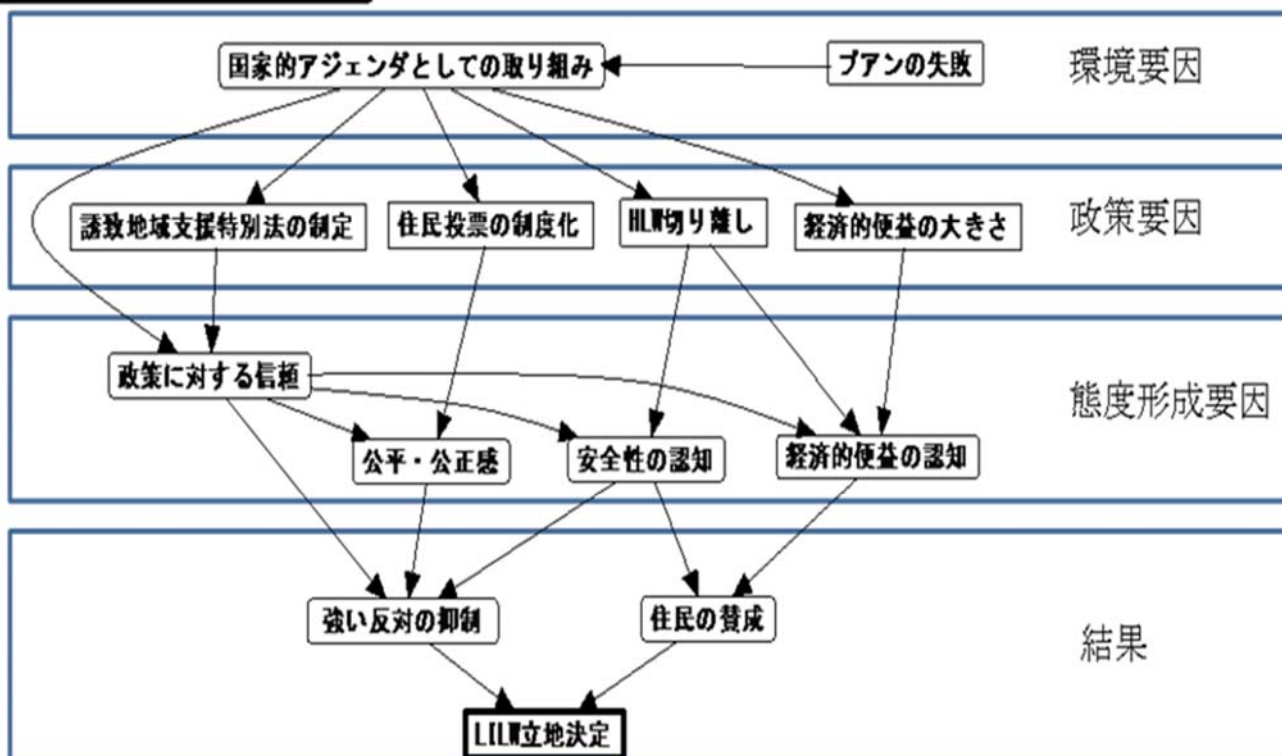 国家的アジェンダとしての取り組み
ブアンの失敗
環境要因
誘致地域支援特別法の制定
住民投票の制度化
HLW切り離し
経済的便益の大きさ
政策要因
政策に対する信頼
公平・公正感
安全性の認知
経済的便益の認知
態度形成要因
強い反対の抑制
住民の賛成
結果
LILW立地決定